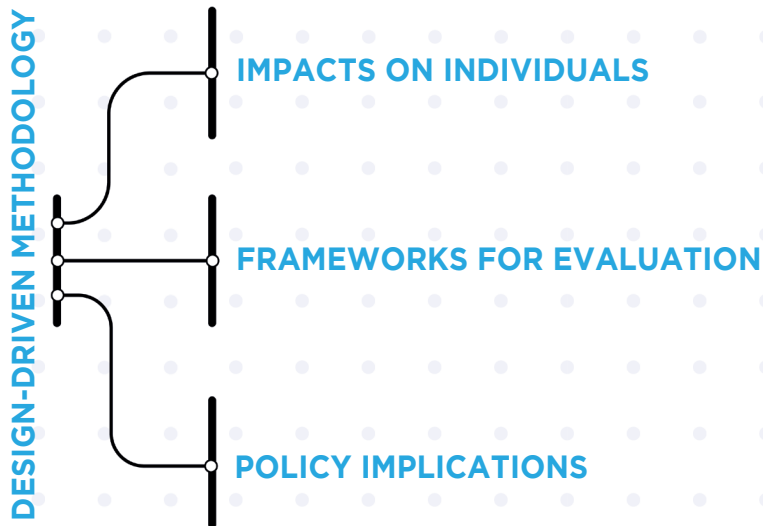 DESIGN-DRIVEN METHODOLOGY
IMPACTS ON INDIVIDUALS
FRAMEWORKS FOR EVALUATION
POLICY IMPLICATIONS